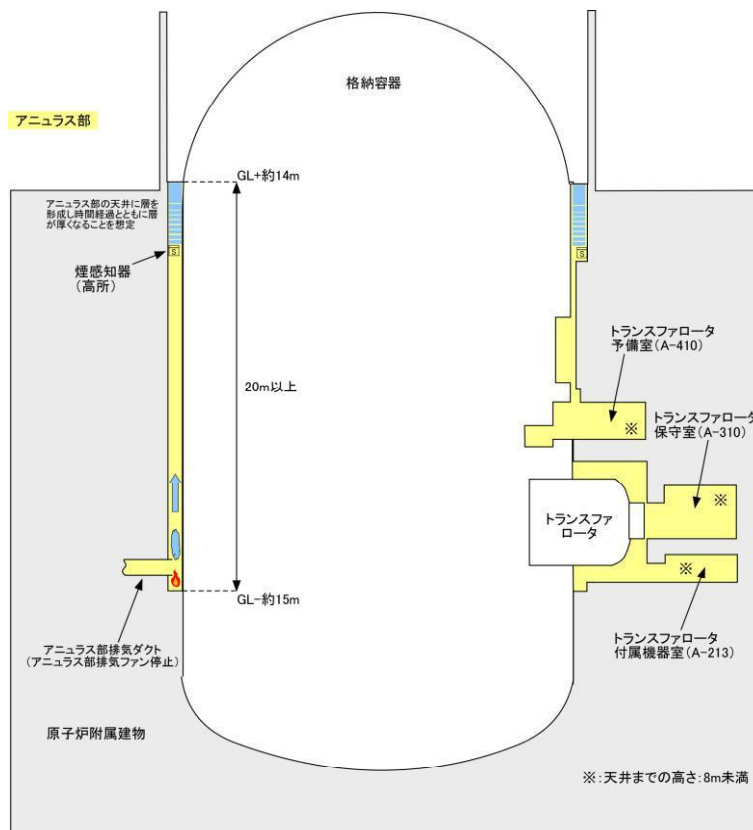 格納容器
アニュラス部
GL+約14m
アニュラス部の天井に層を
形成し時間経過とともに層
が厚くなることを想定
S
S
煙感知器
(高所)
トランスファロータ
予備室(A-410)
20m以上
トランスファロータ
保守室(A-310)
※
※
トランスファ
ロータ
※
GL-約15m
アニュラス部排気ダクト
(アニュラス部排気ファン停止)
トランスファロータ
付属機器室(A-213)
原子炉附属建物
※:天井までの高さ:8m未満